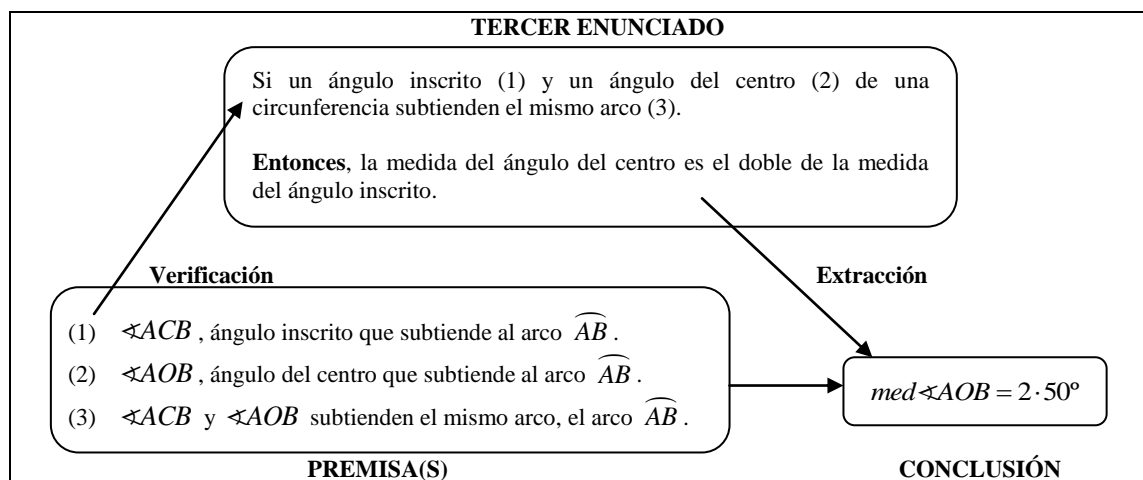 TERCER ENUNCIADO
Si un ángulo inscrito (1) y un ángulo del centro (2) de una
circunferencia subtienden el mismo arco (3).
Entonces, la medida del ángulo del centro es el doble de la medida
del ángulo inscrito.
Verificación
Extracción
(1) ∢ACB , ángulo inscrito que subtiende al arco \widehat{AB} .
(2) ∢AOB , ángulo del centro que subtiende al arco \widehat{AB} .
(3) ∢ACB y ∢AOB subtienden el mismo arco, el arco \widehat{AB} .
med∢AOB = 2·50º
PREMISA(S)
CONCLUSIÓN